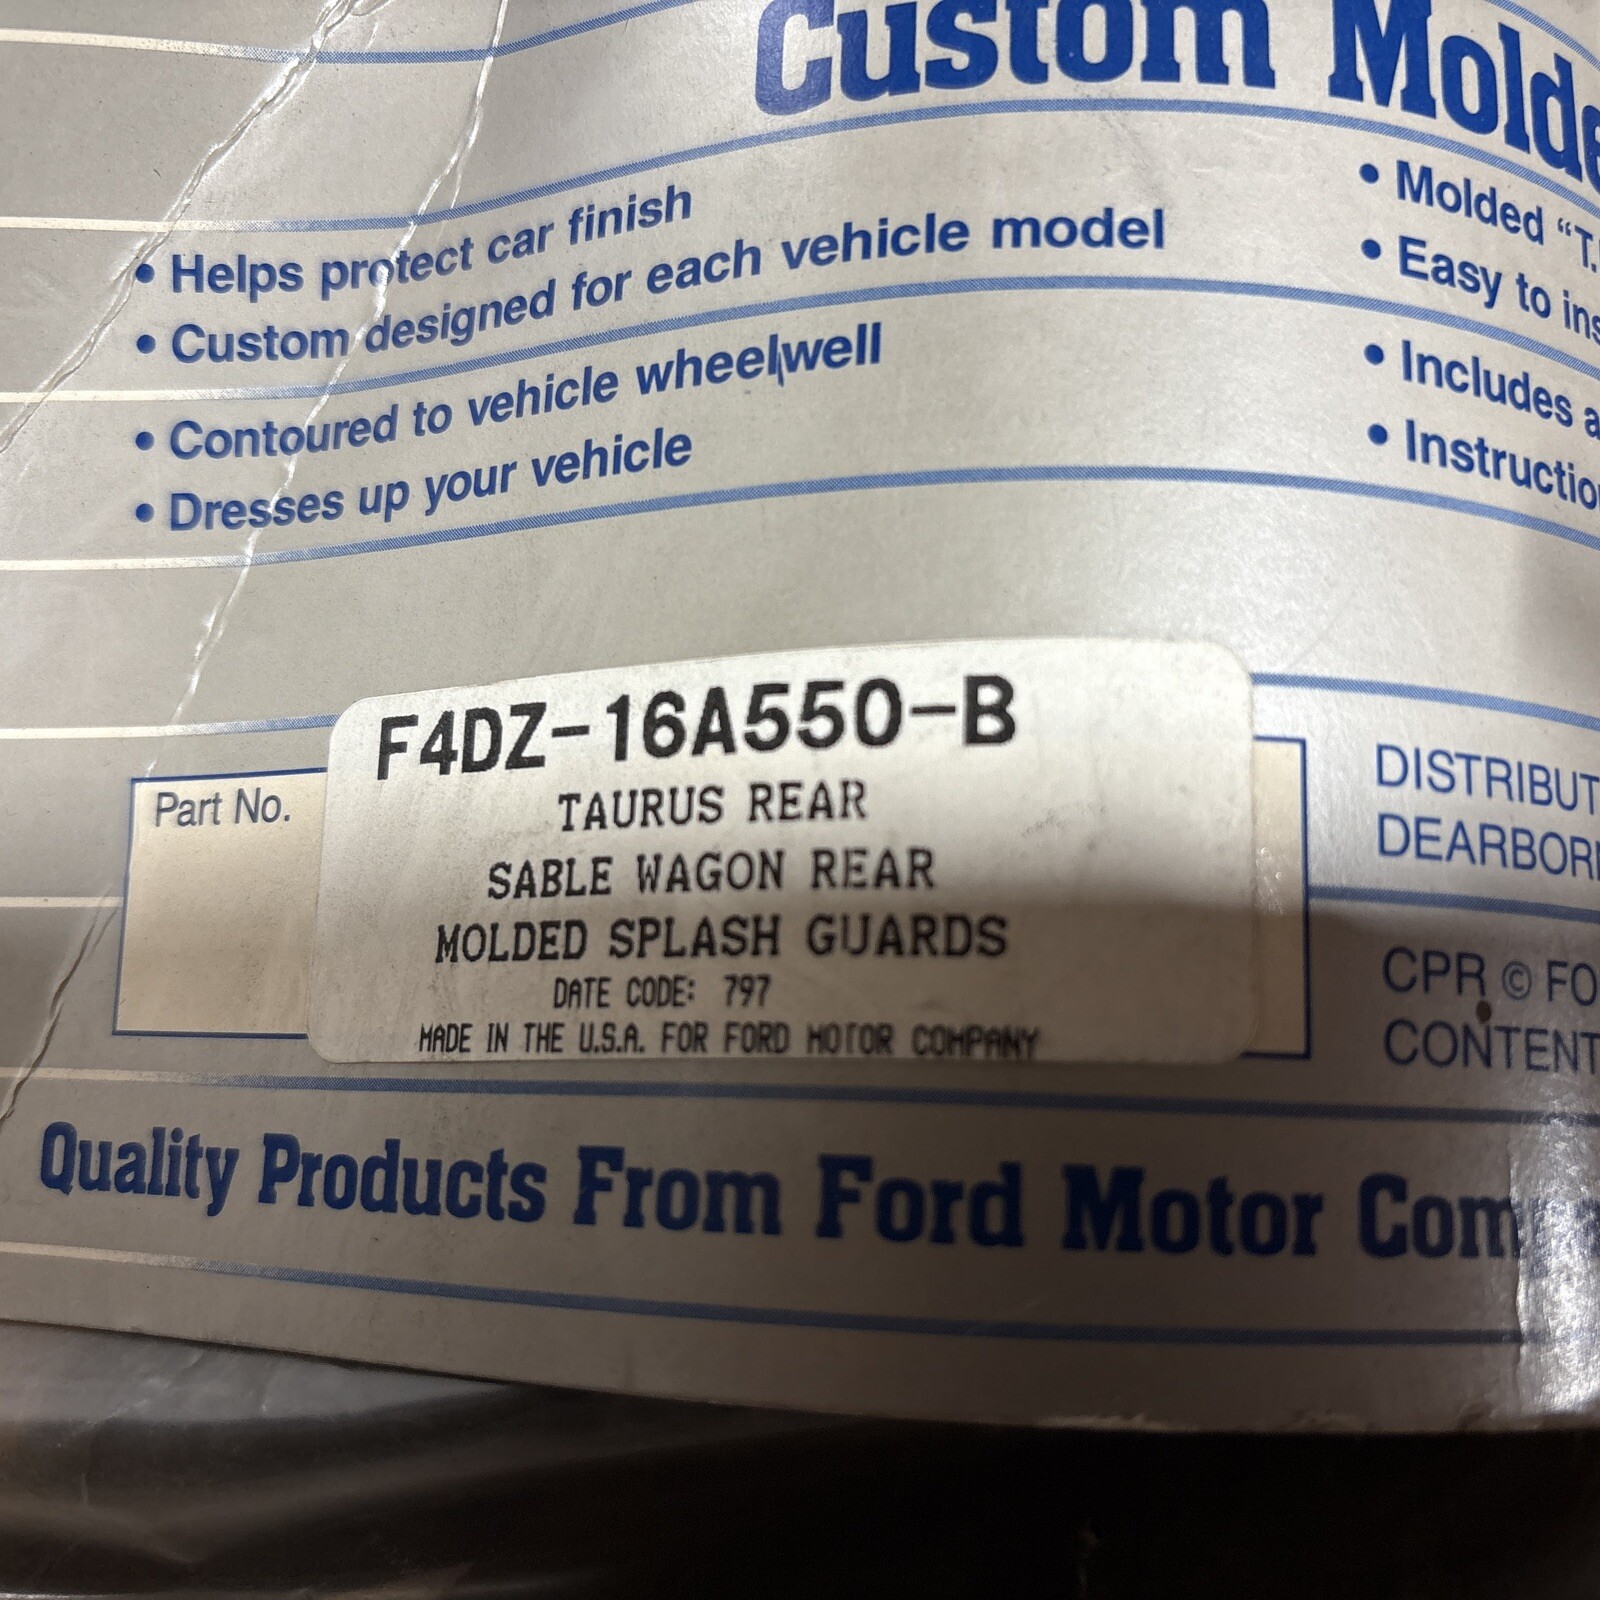 Custom Molde
• Helps protect car finish
• Custom designed for each vehicle model
• Contoured to vehicle wheelwell
• Dresses up your vehicle
• Molded “T.
• Easy to ins
• Includes a
• Instructio
Part No.
F4DZ-16A550-B
TAURUS REAR
SABLE WAGON REAR
MOLDED SPLASH GUARDS
DATE CODE: 797
MADE IN THE U.S.A. FOR FORD MOTOR COMPANY
DISTRIBUT
DEARBOR
CPR © FO
CONTENT
Quality Products From Ford Motor Comp